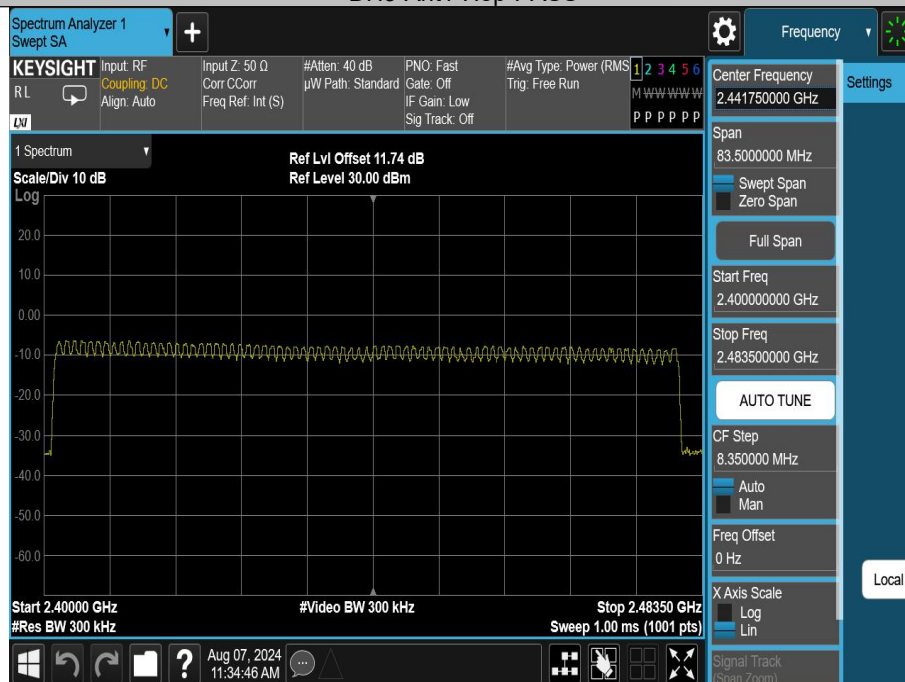 Spectrum Analyzer 1
Swept SA
Frequency
KEYSIGHT
RL
LXI
Input: RF
Coupling: DC
Align: Auto
Input Z: 50 Ω
Corr CCorr
Freq Ref: Int (S)
#Atten: 40 dB
µW Path: Standard
PNO: Fast
Gate: Off
IF Gain: Low
Sig Track: Off
#Avg Type: Power (RMS
Trig: Free Run
1 2 3 4 5 6
M W W W W W
P P P P P P
1 Spectrum
Scale/Div 10 dB
Ref Lvl Offset 11.74 dB
Ref Level 30.00 dBm
Log
20.0
10.0
0.00
-10.0
-20.0
-30.0
-40.0
-50.0
-60.0
Start 2.40000 GHz
#Res BW 300 kHz
#Video BW 300 kHz
Stop 2.48350 GHz
Sweep 1.00 ms (1001 pts)
Aug 07, 2024
11:34:46 AM
Center Frequency
2.441750000 GHz
Span
83.5000000 MHz
Swept Span
Zero Span
Full Span
Start Freq
2.400000000 GHz
Stop Freq
2.483500000 GHz
AUTO TUNE
CF Step
8.350000 MHz
Auto
Man
Freq Offset
0 Hz
X Axis Scale
Log
Lin
Signal Track
(Span Zoom)
Settings
Local